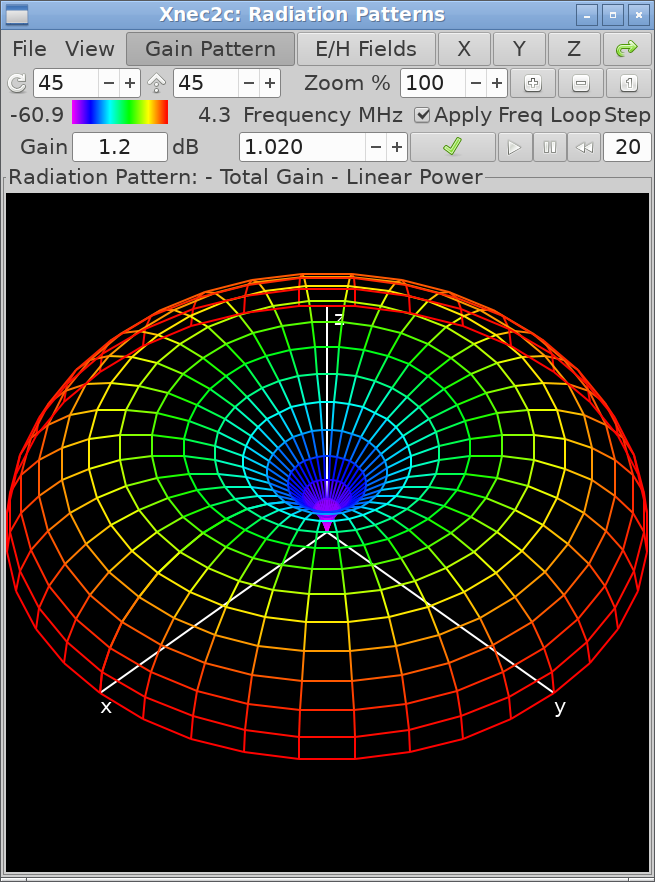 Xnec2c: Radiation Patterns
File View Gain Pattern E/H Fields X Y Z
45 45 Zoom % 100
-60.9 4.3 Frequency MHz Apply Freq Loop Step
Gain 1.2 dB 1.020 20
Radiation Pattern: - Total Gain - Linear Power
z
x
y